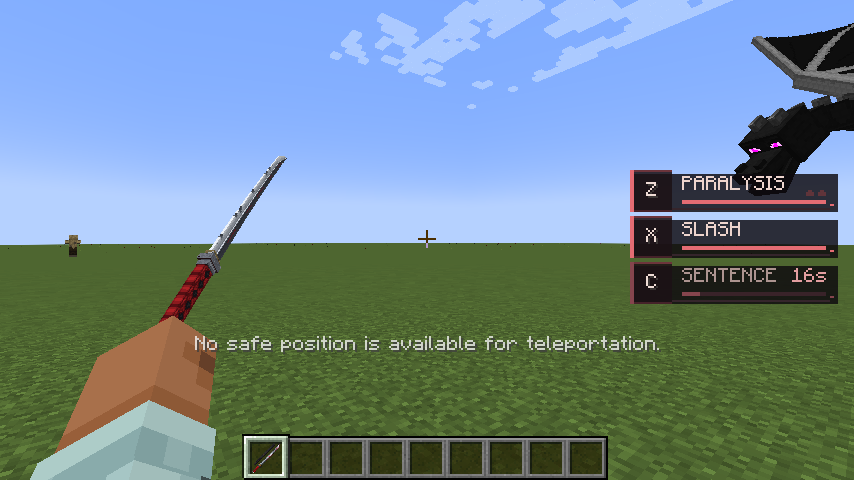 Z PARALYSIS
X SLASH
C SENTENCE 16s
No safe position is available for teleportation.